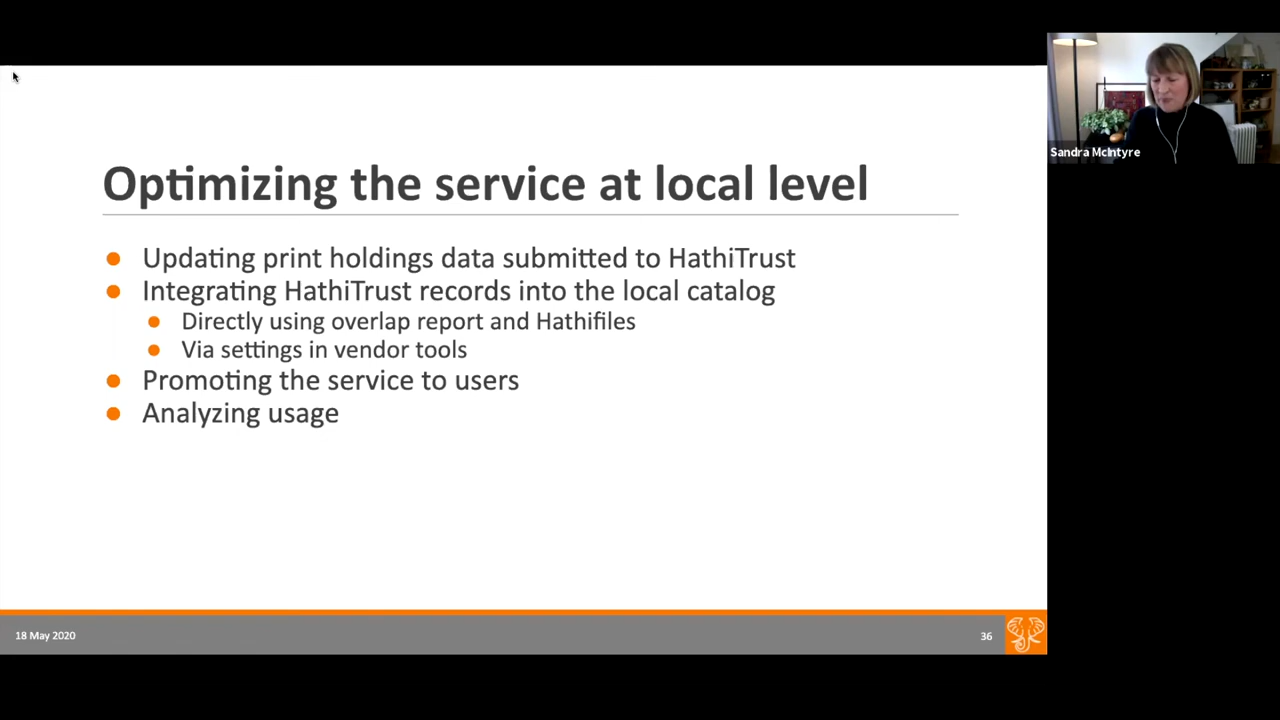 Optimizing the service at local level
Updating print holdings data submitted to HathiTrust
Integrating HathiTrust records into the local catalog
Directly using overlap report and Hathifiles
Via settings in vendor tools
Promoting the service to users
Analyzing usage
18 May 2020
36
Sandra McIntyre